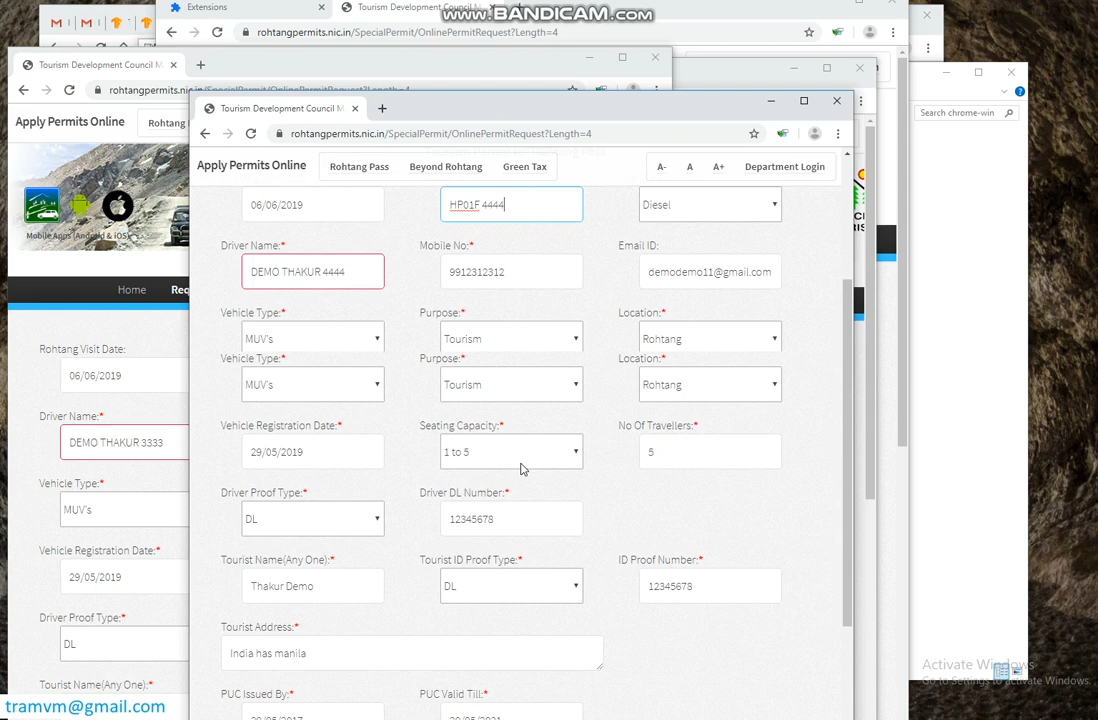 WWW.BANDICAM.COM
Extensions
Tourism Development Council M
rohtangpermits.nic.in/SpecialPermit/OnlinePermitRequest?Length=4
Tourism Development Council M
Search chrome-win
Apply Permits Online
Rohtang
Mobile Apps (Android & iOS)
Home
Req
Rohtang Visit Date:
06/06/2019
Driver Name:*
DEMO THAKUR 3333
Vehicle Type:*
MUV's
Vehicle Registration Date:*
29/05/2019
Driver Proof Type:*
DL
Tourist Name(Any One):*
Tourism Development Council M
rohtangpermits.nic.in/SpecialPermit/OnlinePermitRequest?Length=4
Apply Permits Online Rohtang Pass Beyond Rohtang Green Tax A- A A+ Department Login
06/06/2019 HP01F 4444 Diesel
Driver Name:* Mobile No:* Email ID:
DEMO THAKUR 4444 9912312312 demodemo11@gmail.com
Vehicle Type:* Purpose:* Location:*
MUV's Tourism Rohtang
Vehicle Type:* Purpose:* Location:*
MUV's Tourism Rohtang
Vehicle Registration Date:* Seating Capacity:* No Of Travellers:*
29/05/2019 1 to 5 5
Driver Proof Type:* Driver DL Number:*
DL 12345678
Tourist Name(Any One):* Tourist ID Proof Type:* ID Proof Number:*
Thakur Demo DL 12345678
Tourist Address:*
India has manila
PUC Issued By:* PUC Valid Till:*
Activate Windows
Go to Settings to activate Windows.
tramvm@gmail.com